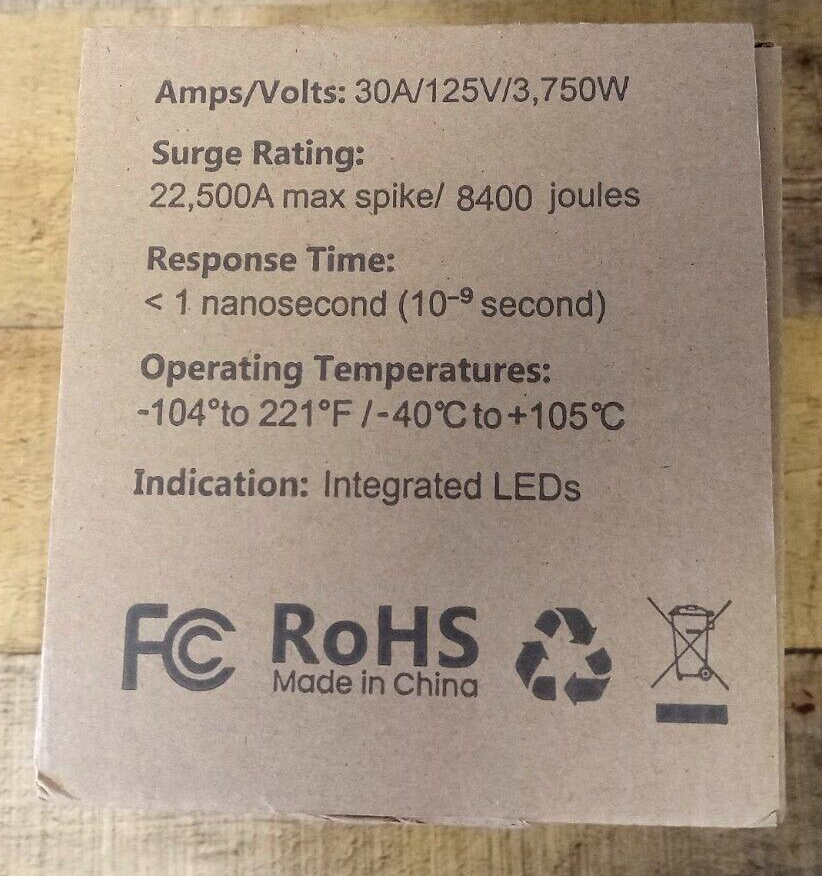 Amps/Volts: 30A/125V/3,750W
Surge Rating:
22,500A max spike/ 8400 joules
Response Time:
< 1 nanosecond (10⁻⁹ second)
Operating Temperatures:
-104°to 221°F /-40℃to+105℃
Indication: Integrated LEDs
FC RoHS
Made in China